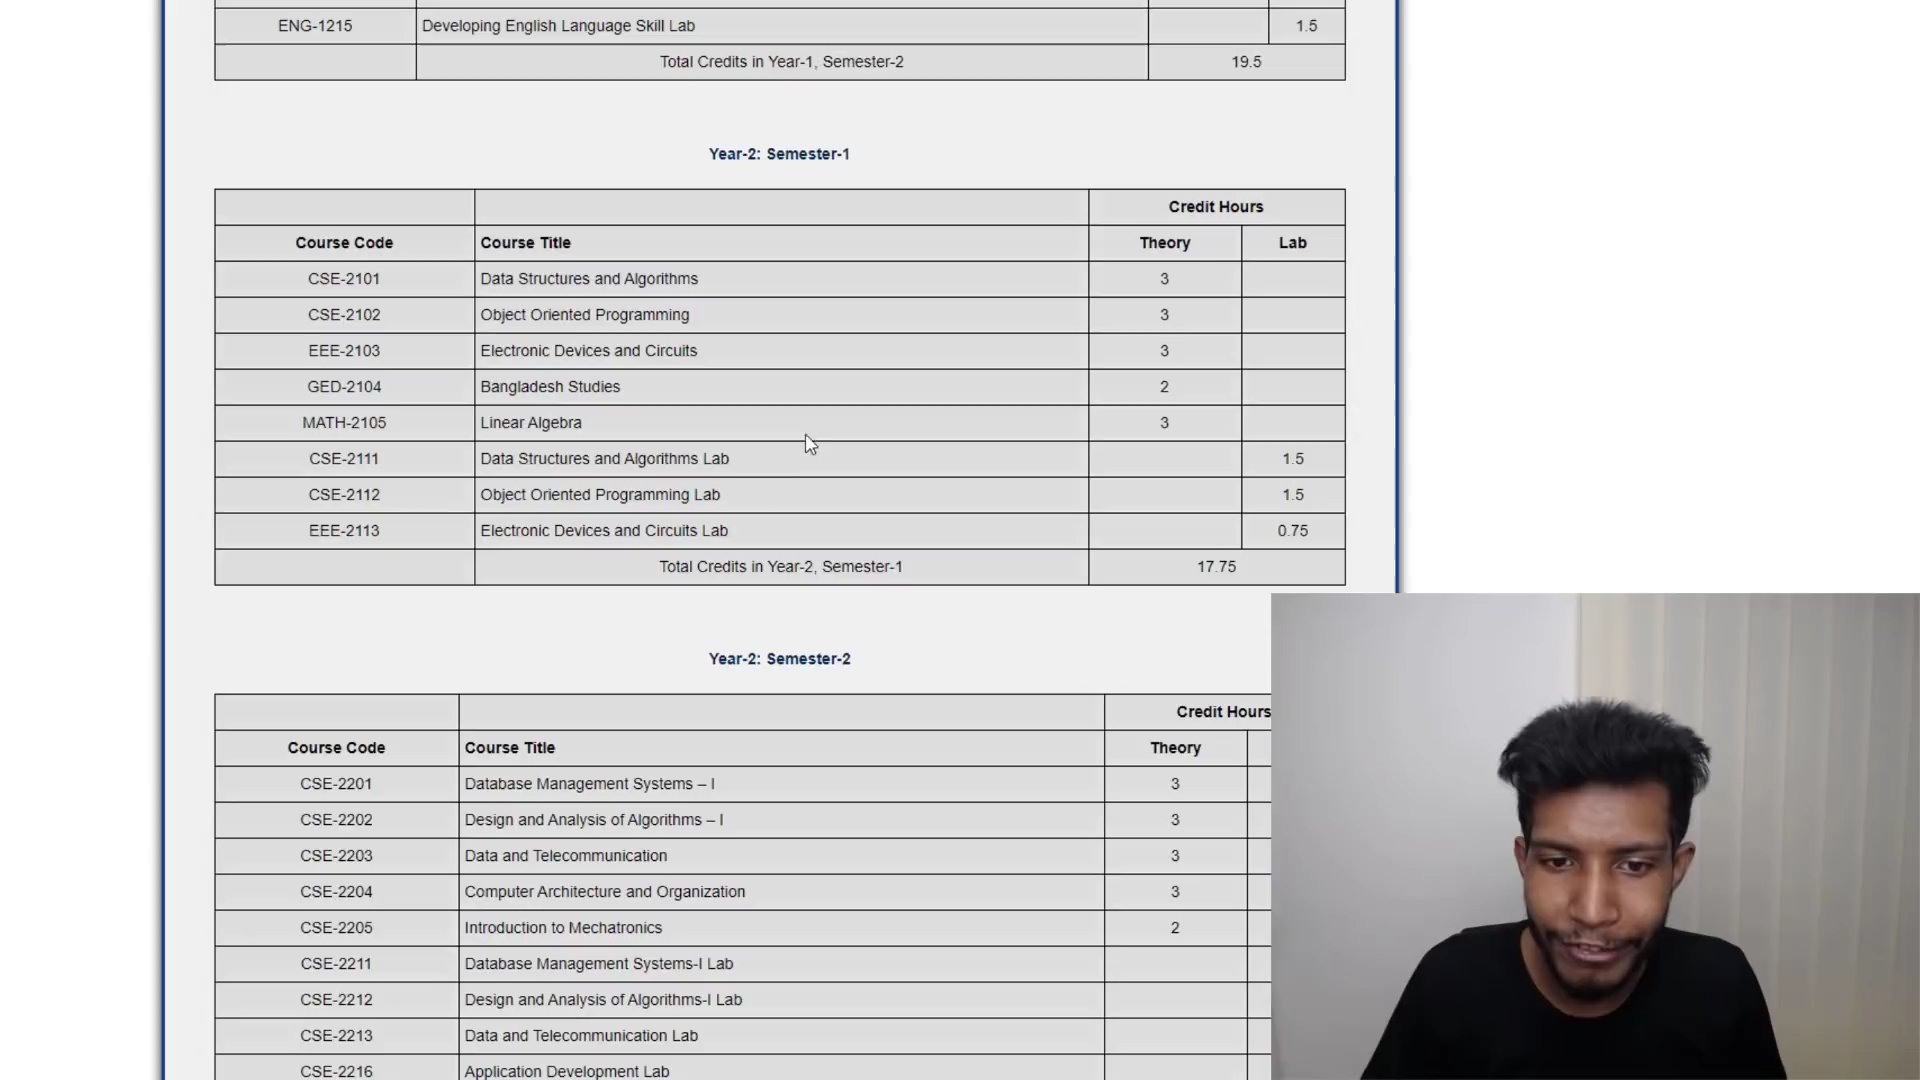 ENG-1215 Developing English Language Skill Lab 1.5
Total Credits in Year-1, Semester-2 19.5
Year-2: Semester-1
Credit Hours
Course Code Course Title Theory Lab
CSE-2101 Data Structures and Algorithms 3
CSE-2102 Object Oriented Programming 3
EEE-2103 Electronic Devices and Circuits 3
GED-2104 Bangladesh Studies 2
MATH-2105 Linear Algebra 3
CSE-2111 Data Structures and Algorithms Lab 1.5
CSE-2112 Object Oriented Programming Lab 1.5
EEE-2113 Electronic Devices and Circuits Lab 0.75
Total Credits in Year-2, Semester-1 17.75
Year-2: Semester-2
Credit Hours
Course Code Course Title Theory
CSE-2201 Database Management Systems – I 3
CSE-2202 Design and Analysis of Algorithms – I 3
CSE-2203 Data and Telecommunication 3
CSE-2204 Computer Architecture and Organization 3
CSE-2205 Introduction to Mechatronics 2
CSE-2211 Database Management Systems-I Lab
CSE-2212 Design and Analysis of Algorithms-I Lab
CSE-2213 Data and Telecommunication Lab
CSE-2216 Application Development Lab